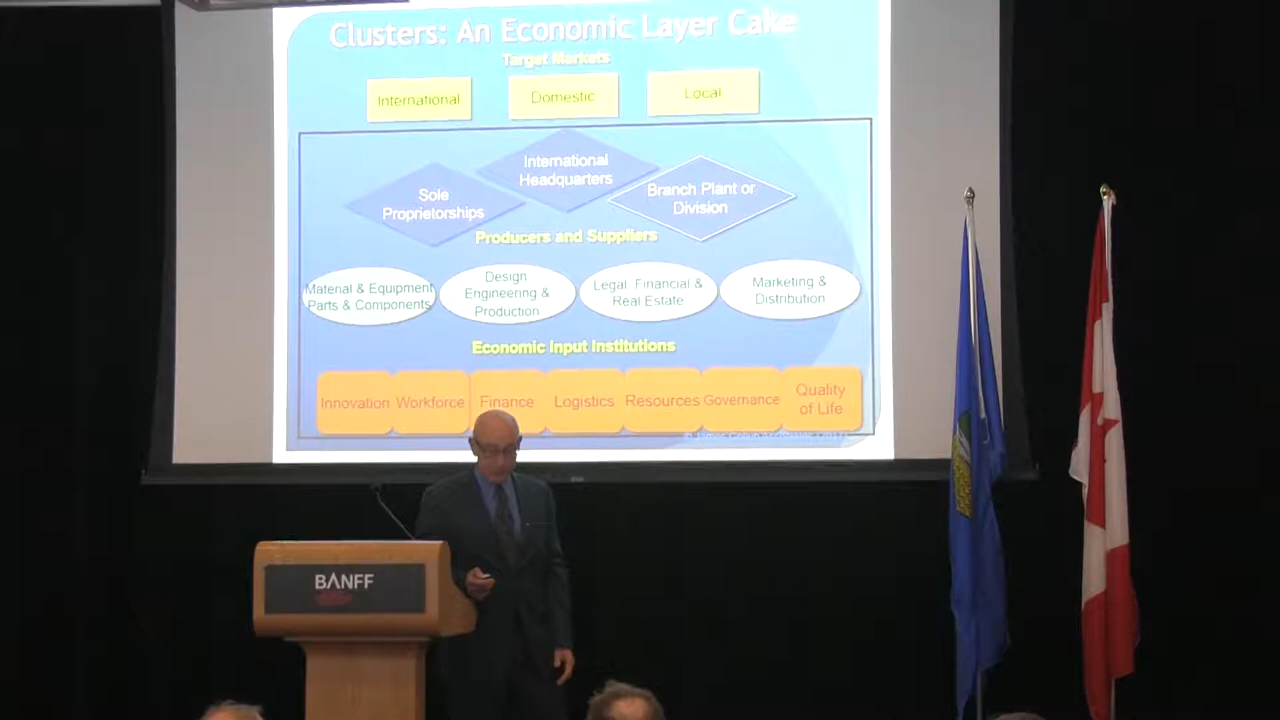 Clusters: An Economic Layer Cake
Target Markets
International
Domestic
Local
International
Headquarters
Sole
Proprietorships
Branch Plant or
Division
Producers and Suppliers
Material & Equipment
Parts & Components
Design
Engineering &
Production
Legal, Financial &
Real Estate
Marketing &
Distribution
Economic Input Institutions
Innovation
Workforce
Finance
Logistics
Resources
Governance
Quality
of Life
BANFF